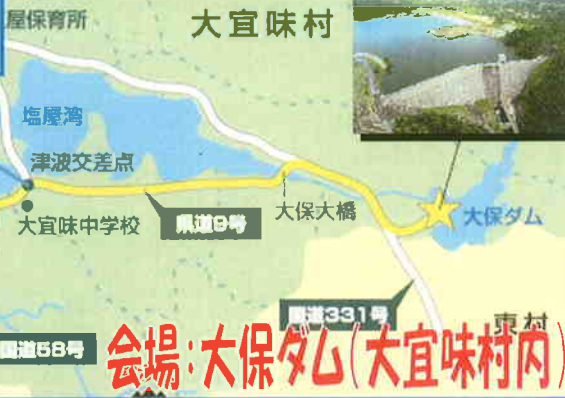 屋保育所
大宜味村
塩屋湾
津波交差点
大宜味中学校
県道9号
大保大橋
大保ダム
国道331号
東村
国道58号
会場:大保ダム(大宜味村内)